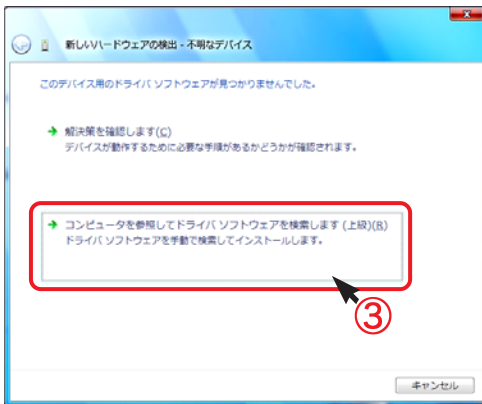 新しいハードウェアの検出 - 不明なデバイス
このデバイス用のドライバ ソフトウェアが見つかりませんでした。
解決策を確認します(C)
デバイスが動作するために必要な手順があるかどうかが確認されます。
コンピュータを参照してドライバ ソフトウェアを検索します (上級)(R)
ドライバ ソフトウェアを手動で検索してインストールします。
③
キャンセル